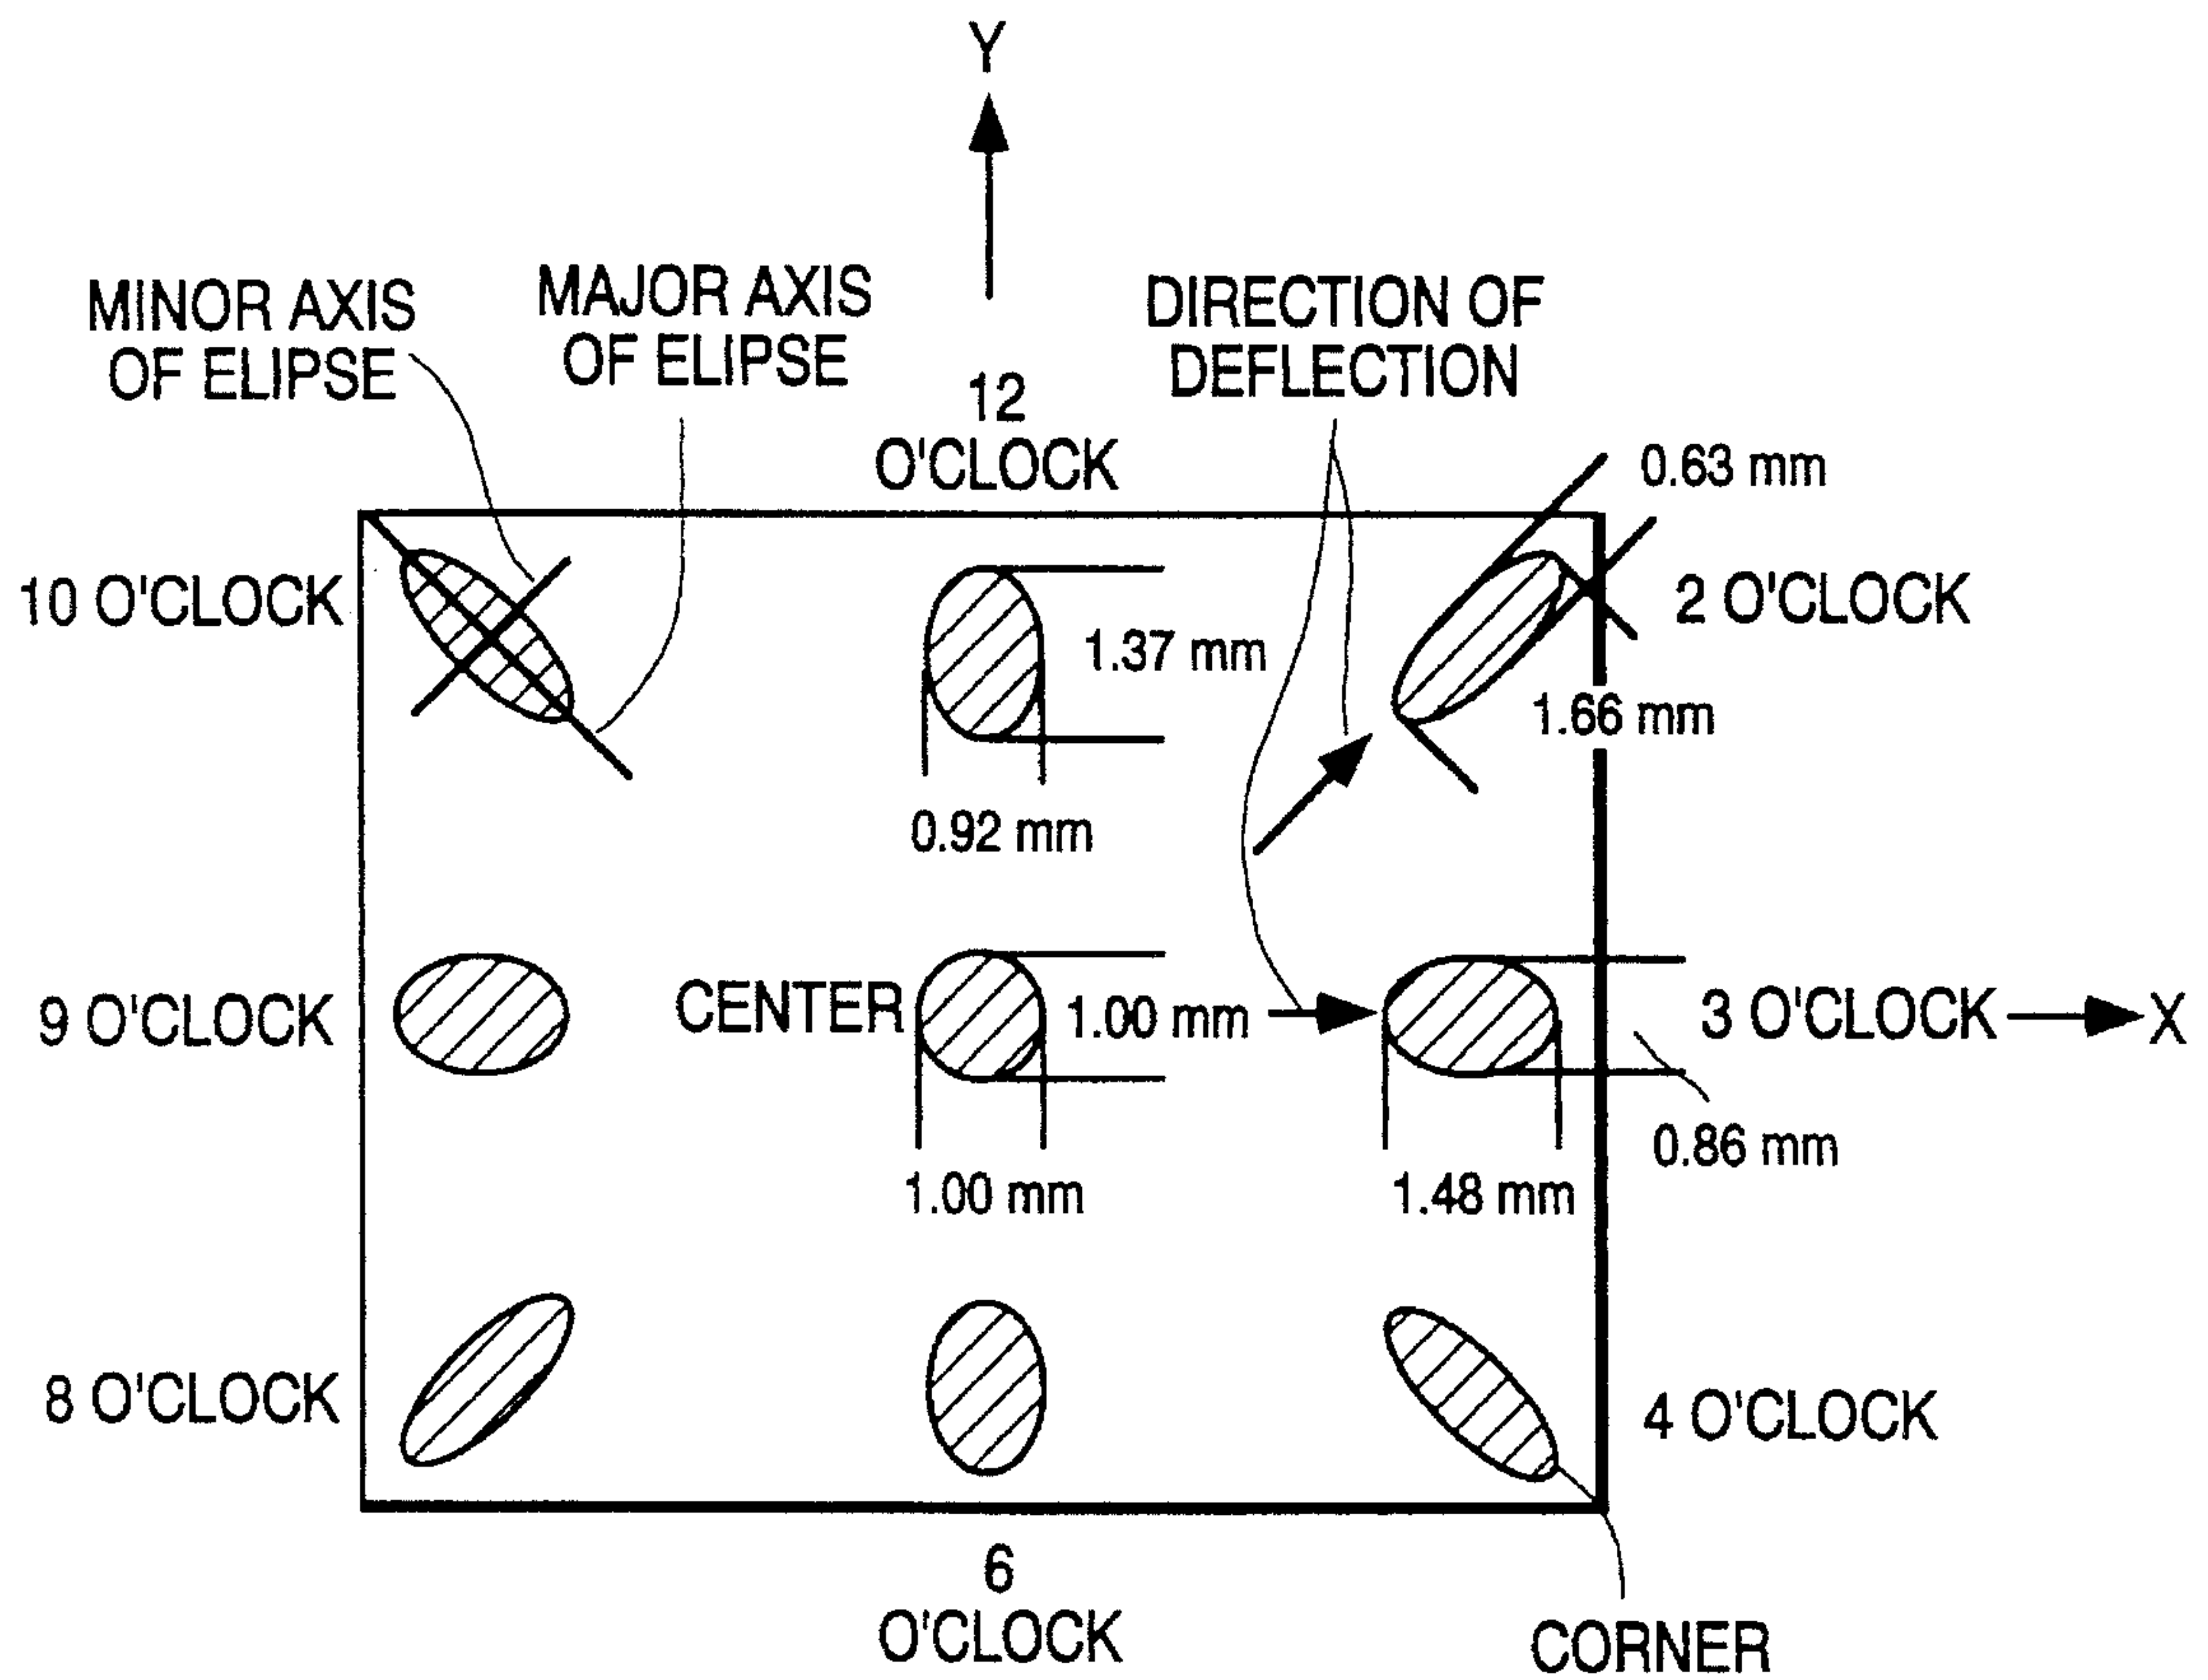 Y
MINOR AXIS
OF ELIPSE
MAJOR AXIS
OF ELIPSE
DIRECTION OF
DEFLECTION
12
O'CLOCK
0.63 mm
10 O'CLOCK
2 O'CLOCK
1.37 mm
1.66 mm
0.92 mm
9 O'CLOCK
CENTER
1.00 mm
3 O'CLOCK
X
0.86 mm
1.00 mm
1.48 mm
8 O'CLOCK
4 O'CLOCK
6
O'CLOCK
CORNER